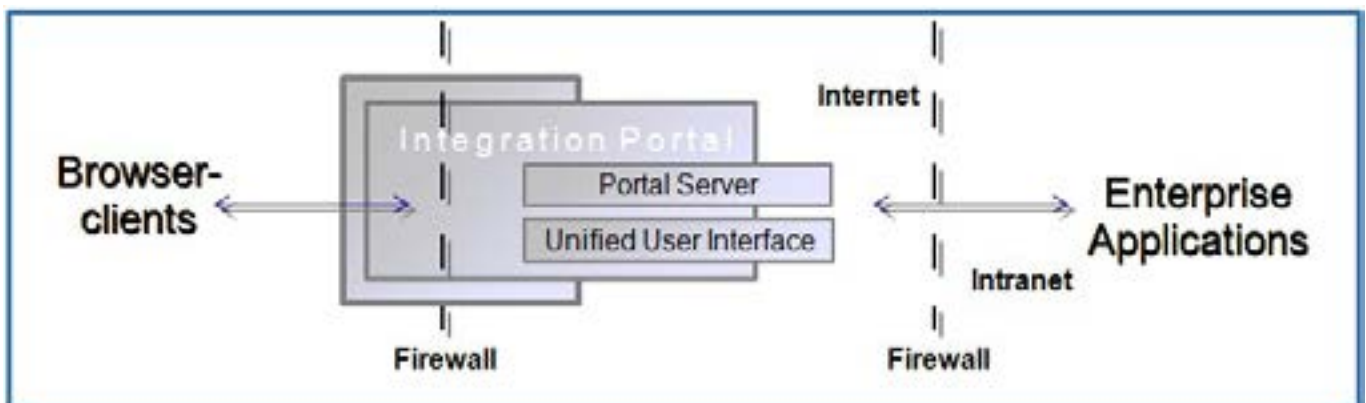 Internet
Integration Portal
Browser-
clients
Portal Server
Unified User Interface
Enterprise
Applications
Intranet
Firewall
Firewall